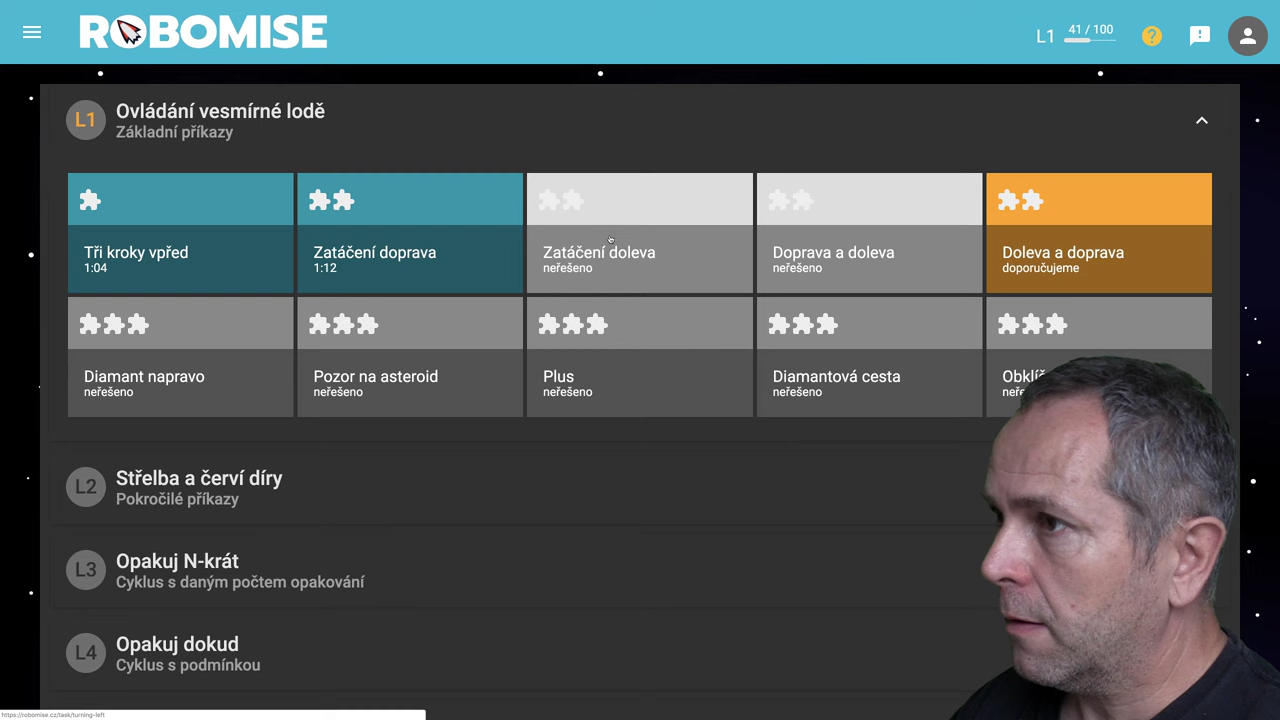 ROBOMISE
L1
41 / 100
?
L1
Ovládání vesmírné lodě
Základní příkazy
Tři kroky vpřed
1:04
Zatáčení doprava
1:12
Zatáčení doleva
neřešeno
Doprava a doleva
neřešeno
Doleva a doprava
doporučujeme
Diamant napravo
neřešeno
Pozor na asteroid
neřešeno
Plus
neřešeno
Diamantová cesta
neřešeno
L2
Střelba a červí díry
Pokročilé příkazy
L3
Opakuj N-krát
Cyklus s daným počtem opakování
L4
Opakuj dokud
Cyklus s podmínkou
https://robomise.cz/task/turning-left